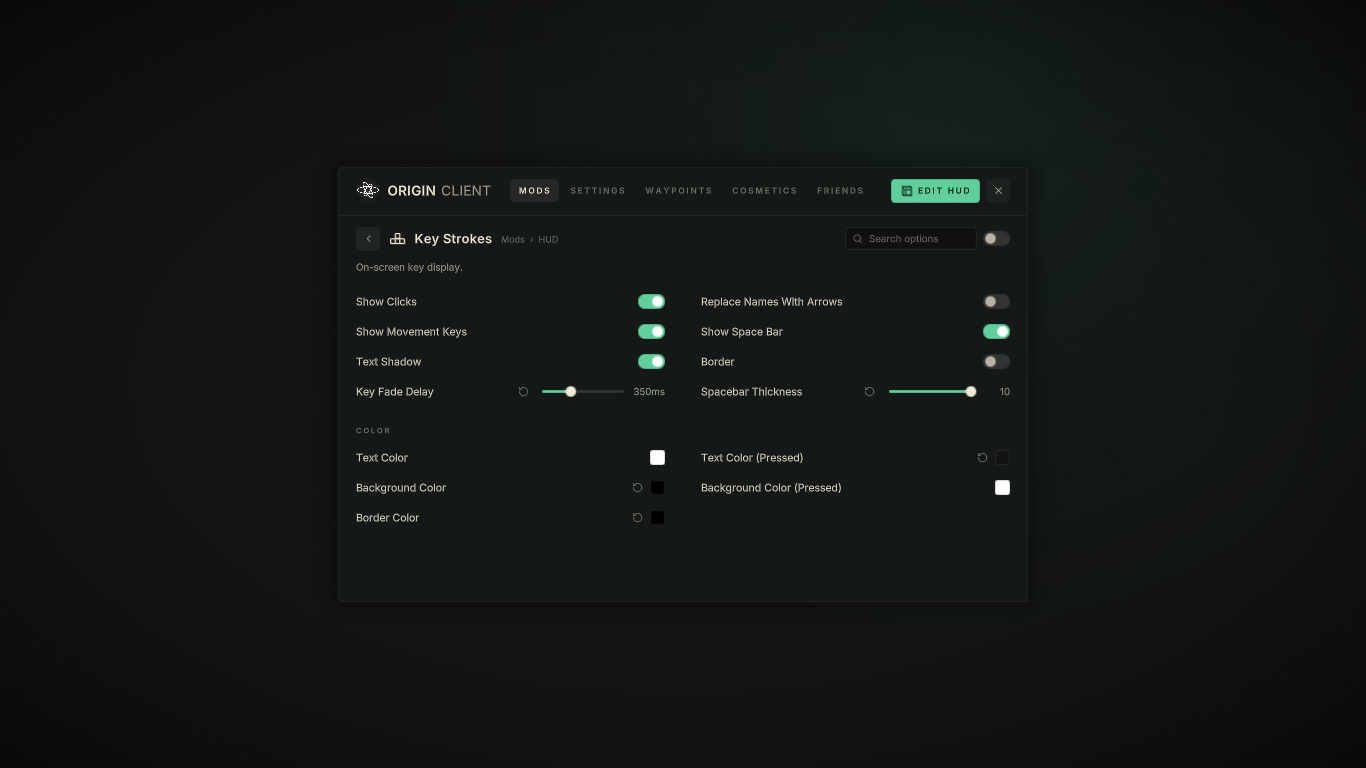 ORIGIN CLIENT MODS SETTINGS WAYPOINTS COSMETICS FRIENDS EDIT HUD
Key Strokes Mods › HUD Search options
On-screen key display.
Show Clicks Replace Names With Arrows
Show Movement Keys Show Space Bar
Text Shadow Border
Key Fade Delay 350ms Spacebar Thickness 10
COLOR
Text Color Text Color (Pressed)
Background Color Background Color (Pressed)
Border Color